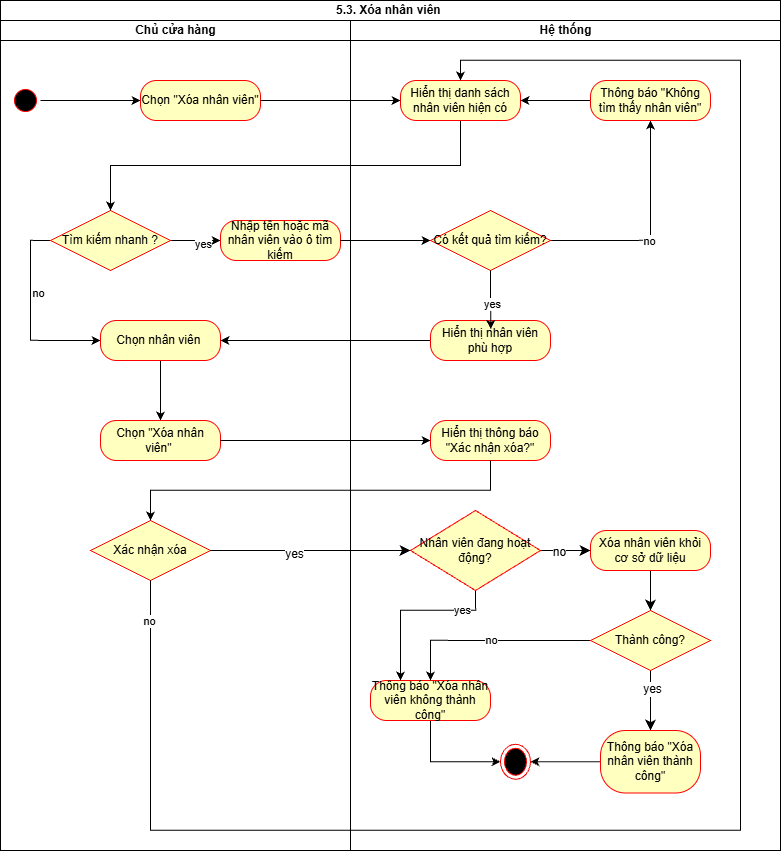 5.3. Xóa nhân viên
Chủ cửa hàng
Hệ thống
Chọn "Xóa nhân viên"
Hiển thị danh sách
nhân viên hiện có
Thông báo "Không
tìm thấy nhân viên"
Tìm kiếm nhanh ?
yes
Nhập tên hoặc mã
nhân viên vào ô tìm
kiếm
Có kết quả tìm kiếm?
no
no
yes
Chọn nhân viên
Hiển thị nhân viên
phù hợp
Chọn "Xóa nhân
viên"
Hiển thị thông báo
"Xác nhận xóa?"
Xác nhận xóa
yes
Nhân viên đang hoạt
động?
no
Xóa nhân viên khỏi
cơ sở dữ liệu
no
yes
no
Thành công?
yes
Thông báo "Xóa nhân
viên không thành
công"
Thông báo "Xóa
nhân viên thành
công"